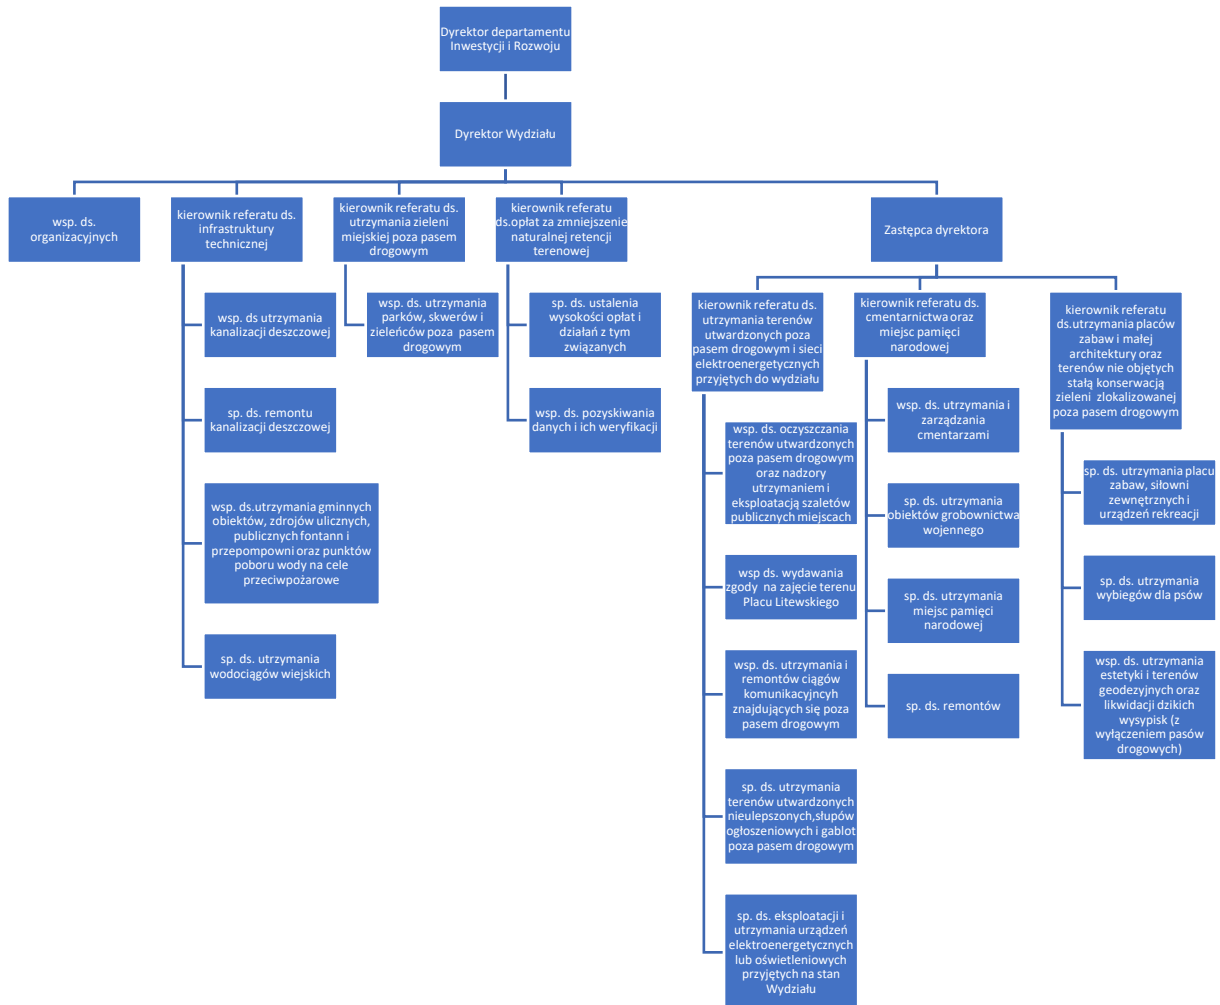 Dyrektor departamentu
Inwestycji i Rozwoju
Dyrektor Wydziału
wsp. ds.
organizacyjnych
kierownik referatu ds.
infrastruktury
technicznej
kierownik referatu ds.
utrzymania zieleni
miejskiej poza pasem
drogowym
kierownik referatu
ds.opłat za zmniejszenie
naturalnej retencji
terenowej
Zastępca dyrektora
wsp. ds utrzymania
kanalizacji deszczowej
sp. ds. remontu
kanalizacji deszczowej
wsp. ds.utrzymania gminnych
obiektów, zdrojów ulicznych,
publicznych fontann i
przepompowni oraz punktów
poboru wody na cele
przeciwpożarowe
sp. ds. utrzymania
wodociągów wiejskich
wsp. ds. utrzymania
parków, skwerów i
zieleńców poza pasem
drogowym
sp. ds. ustalenia
wysokości opłat i
działań z tym
związanych
wsp. ds. pozyskiwania
danych i ich weryfikacji
kierownik referatu ds.
utrzymania terenów
utwardzonych poza
pasem drogowym i sieci
elektroenergetycznych
przyjętych do wydziału
wsp. ds. oczyszczania
terenów utwardzonych
poza pasem drogowym
oraz nadzory
utrzymaniem i
eksploatacją szaletów
publicznych miejscach
wsp ds. wydawania
zgody na zajęcie terenu
Placu Litewskiego
wsp. ds. utrzymania i
remontów ciągów
komunikacyjncyh
znajdujących się poza
pasem drogowym
sp. ds. utrzymania
terenów utwardzonych
nieulepszonych,słupów
ogłoszeniowych i gablot
poza pasem drogowym
sp. ds. eksploatacji i
utrzymania urządzeń
elektroenergetycznych
lub oświetleniowych
przyjętych na stan
Wydziału
kierownik referatu ds.
cmentarnictwa oraz
miejsc pamięci
narodowej
wsp. ds. utrzymania i
zarządzania
cmentarzami
sp. ds. utrzymania
obiektów grobownictwa
wojennego
sp. ds. utrzymania
miejsc pamięci
narodowej
sp. ds. remontów
kierownik referatu
ds.utrzymania placów
zabaw i małej
architektury oraz
terenów nie objętych
stałą konserwacją
zieleni zlokalizowanej
poza pasem drogowym
sp. ds. utrzymania placu
zabaw, siłowni
zewnętrznych i
urządzeń rekreacji
sp. ds. utrzymania
wybiegów dla psów
wsp. ds. utrzymania
estetyki i terenów
geodezyjnych oraz
likwidacji dzikich
wysypisk (z
wyłączeniem pasów
drogowych)